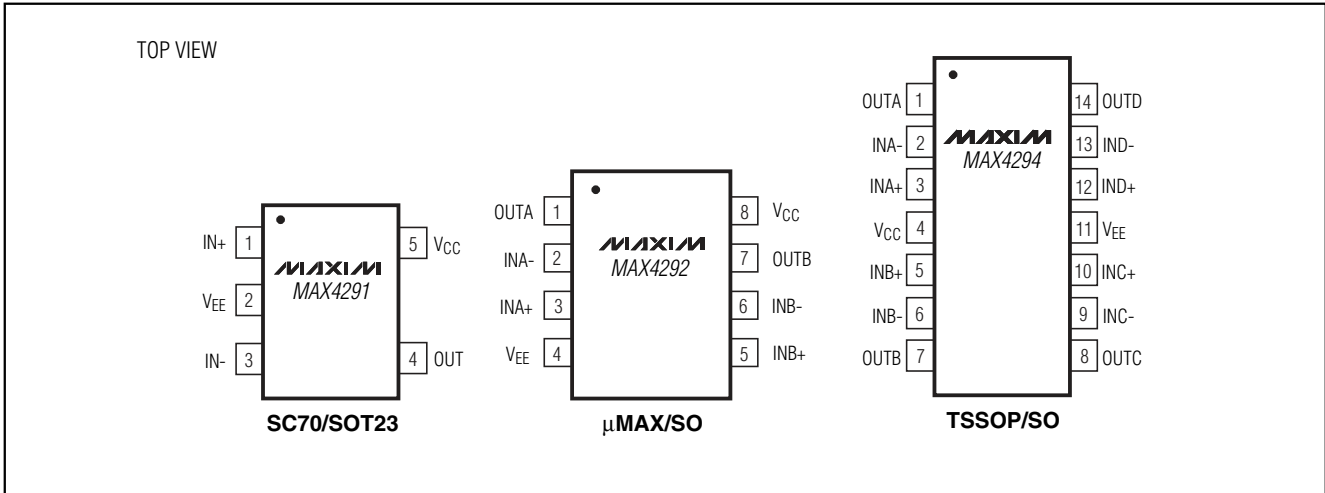 TOP VIEW
MAXIM
MAX4291
IN+ 1
VEE 2
IN- 3
5 VCC
4 OUT
SC70/SOT23
MAXIM
MAX4292
OUTA 1
INA- 2
INA+ 3
VEE 4
8 VCC
7 OUTB
6 INB-
5 INB+
µMAX/SO
MAXIM
MAX4294
OUTA 1
INA- 2
INA+ 3
VCC 4
INB+ 5
INB- 6
OUTB 7
14 OUTD
13 IND-
12 IND+
11 VEE
10 INC+
9 INC-
8 OUTC
TSSOP/SO